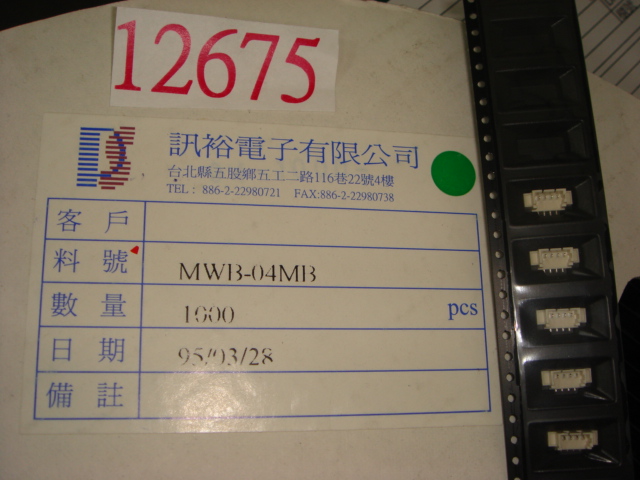 12675
訊裕電子有限公司
台北縣五股鄉五工二路116巷22號4樓
TEL： 886-2-22980721 FAX:886-2-22980738
客 戶
料 號 MWB-04MB
數 量 1600 pcs
日 期 95/03/28
備 註